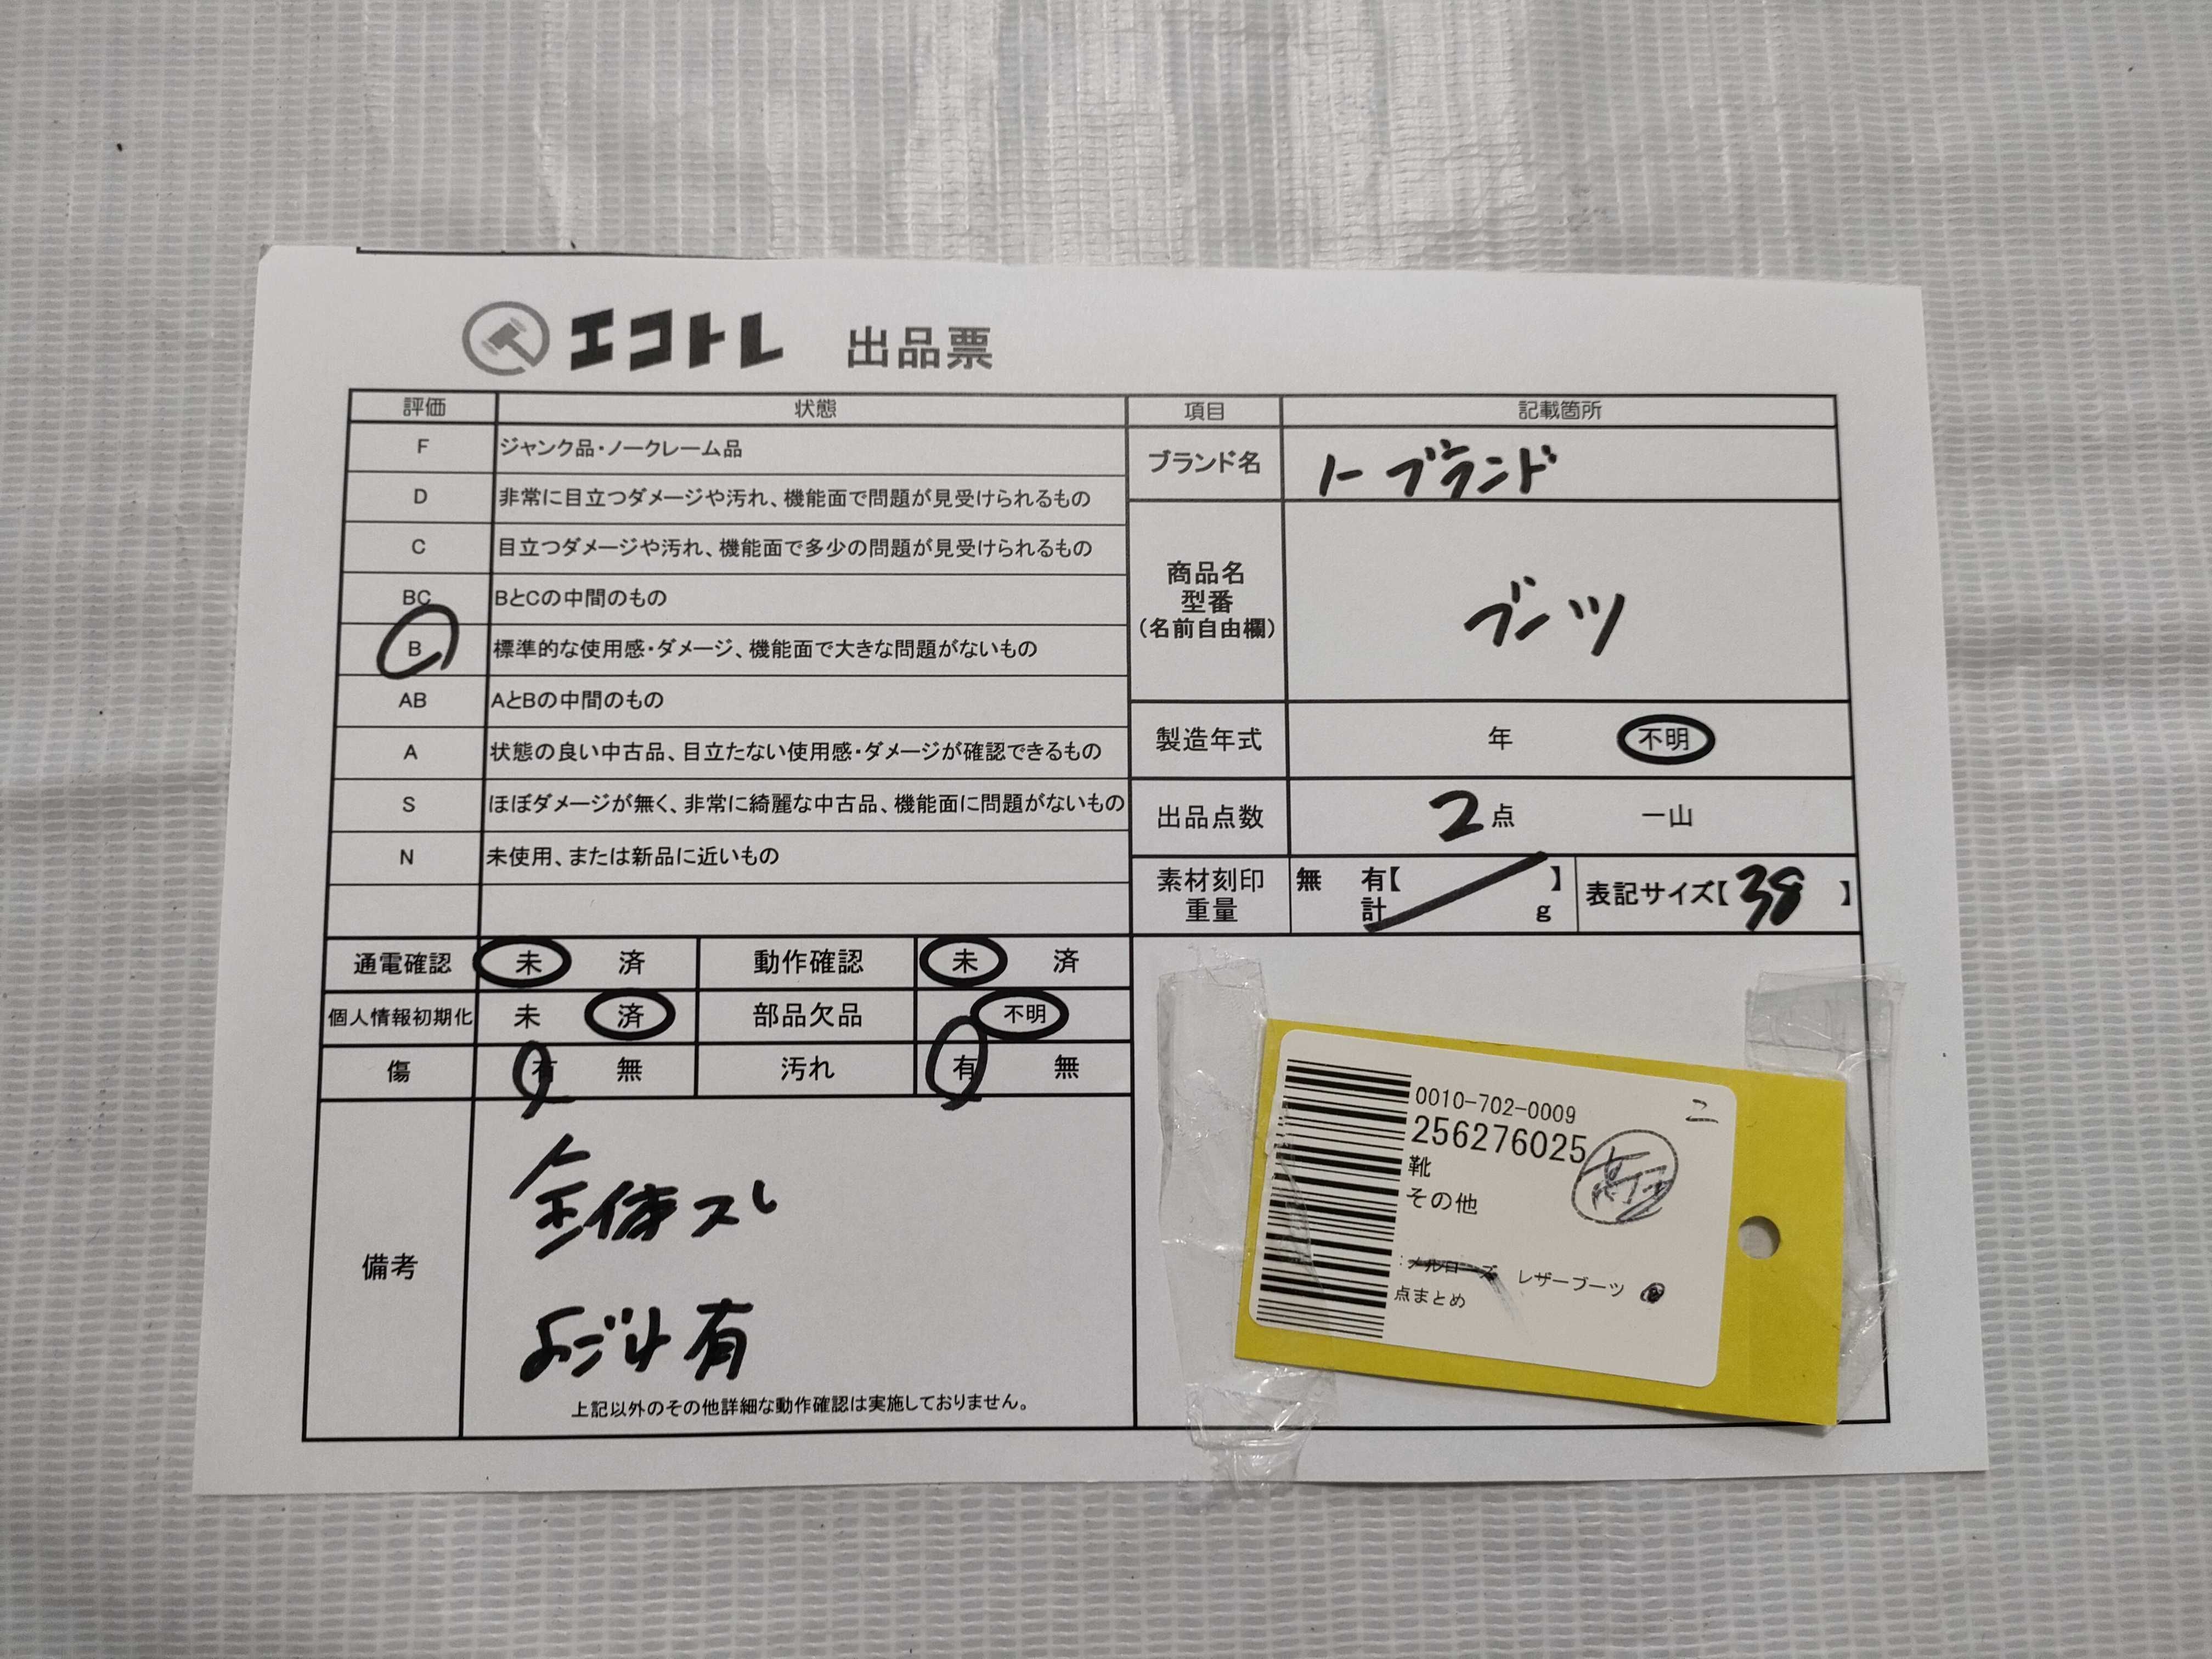 エコトレ 出品票
評価 状態 項目 記載箇所
F ジャンク品・ノークレーム品
D 非常に目立つダメージや汚れ、機能面で問題が見受けられるもの
C 目立つダメージや汚れ、機能面で多少の問題が見受けられるもの
BC BとCの中間のもの
B 標準的な使用感・ダメージ、機能面で大きな問題がないもの
AB AとBの中間のもの
A 状態の良い中古品、目立たない使用感・ダメージが確認できるもの
S ほぼダメージが無く、非常に綺麗な中古品、機能面に問題がないもの
N 未使用、または新品に近いもの
ブランド名 ノーブランド
商品名
型番
(名前自由欄)
ブーツ
製造年式 年 不明
出品点数 2点 一山
素材刻印 無 有【 】
重量 計 g
表記サイズ【38 】
通電確認 未 済 動作確認 未 済
個人情報初期化 未 済 部品欠品 不明
傷 有 無 汚れ 有 無
備考
全体スレ
よごれ有
上記以外のその他詳細な動作確認は実施しておりません。
0010-702-0009
256276025
靴
その他
:メルローズ レザーブーツ
点まとめ